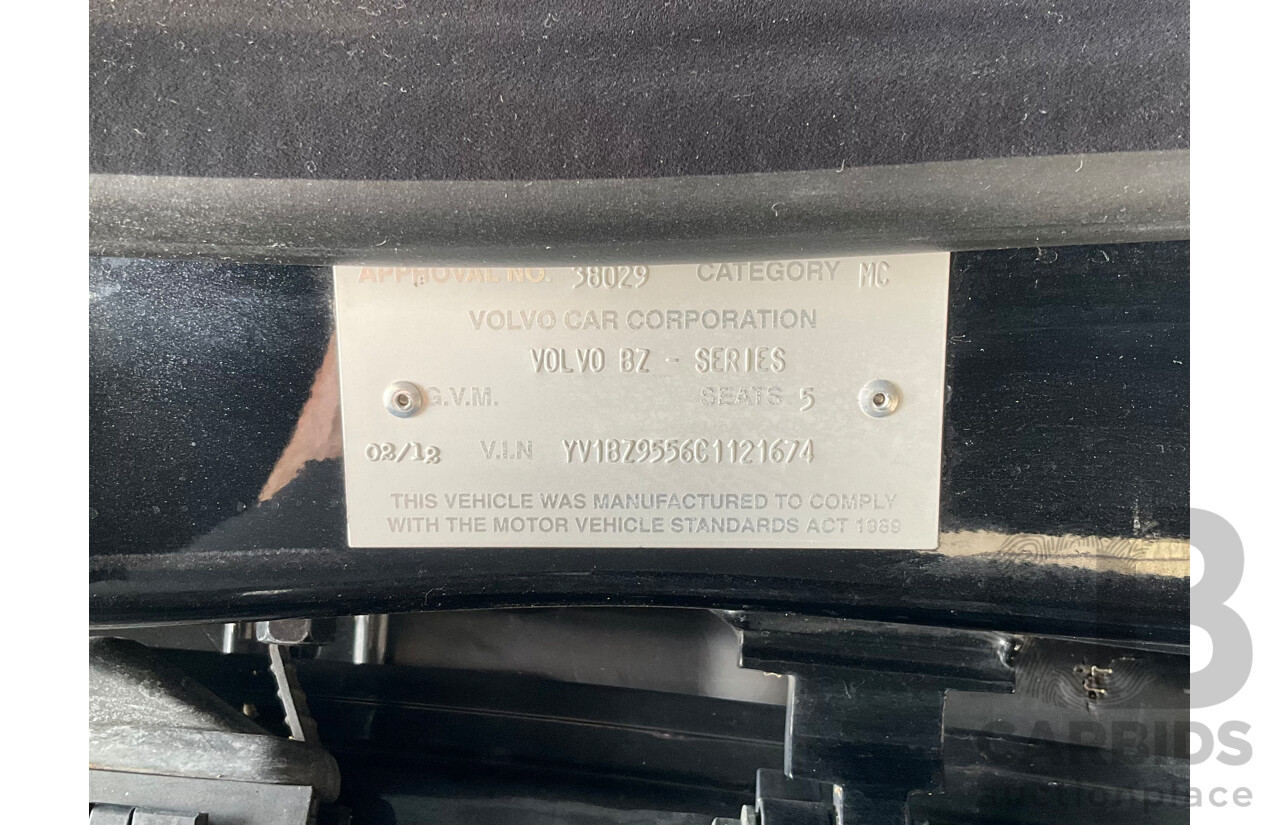 APPROVAL NO. 38029 CATEGORY MC
VOLVO CAR CORPORATION
VOLVO BZ - SERIES
G.V.M. SEATS 5
02/12 V.I.N YV1BZ9556C1121674
THIS VEHICLE WAS MANUFACTURED TO COMPLY
WITH THE MOTOR VEHICLE STANDARDS ACT 1989
B
CARBIDS
auctionplace